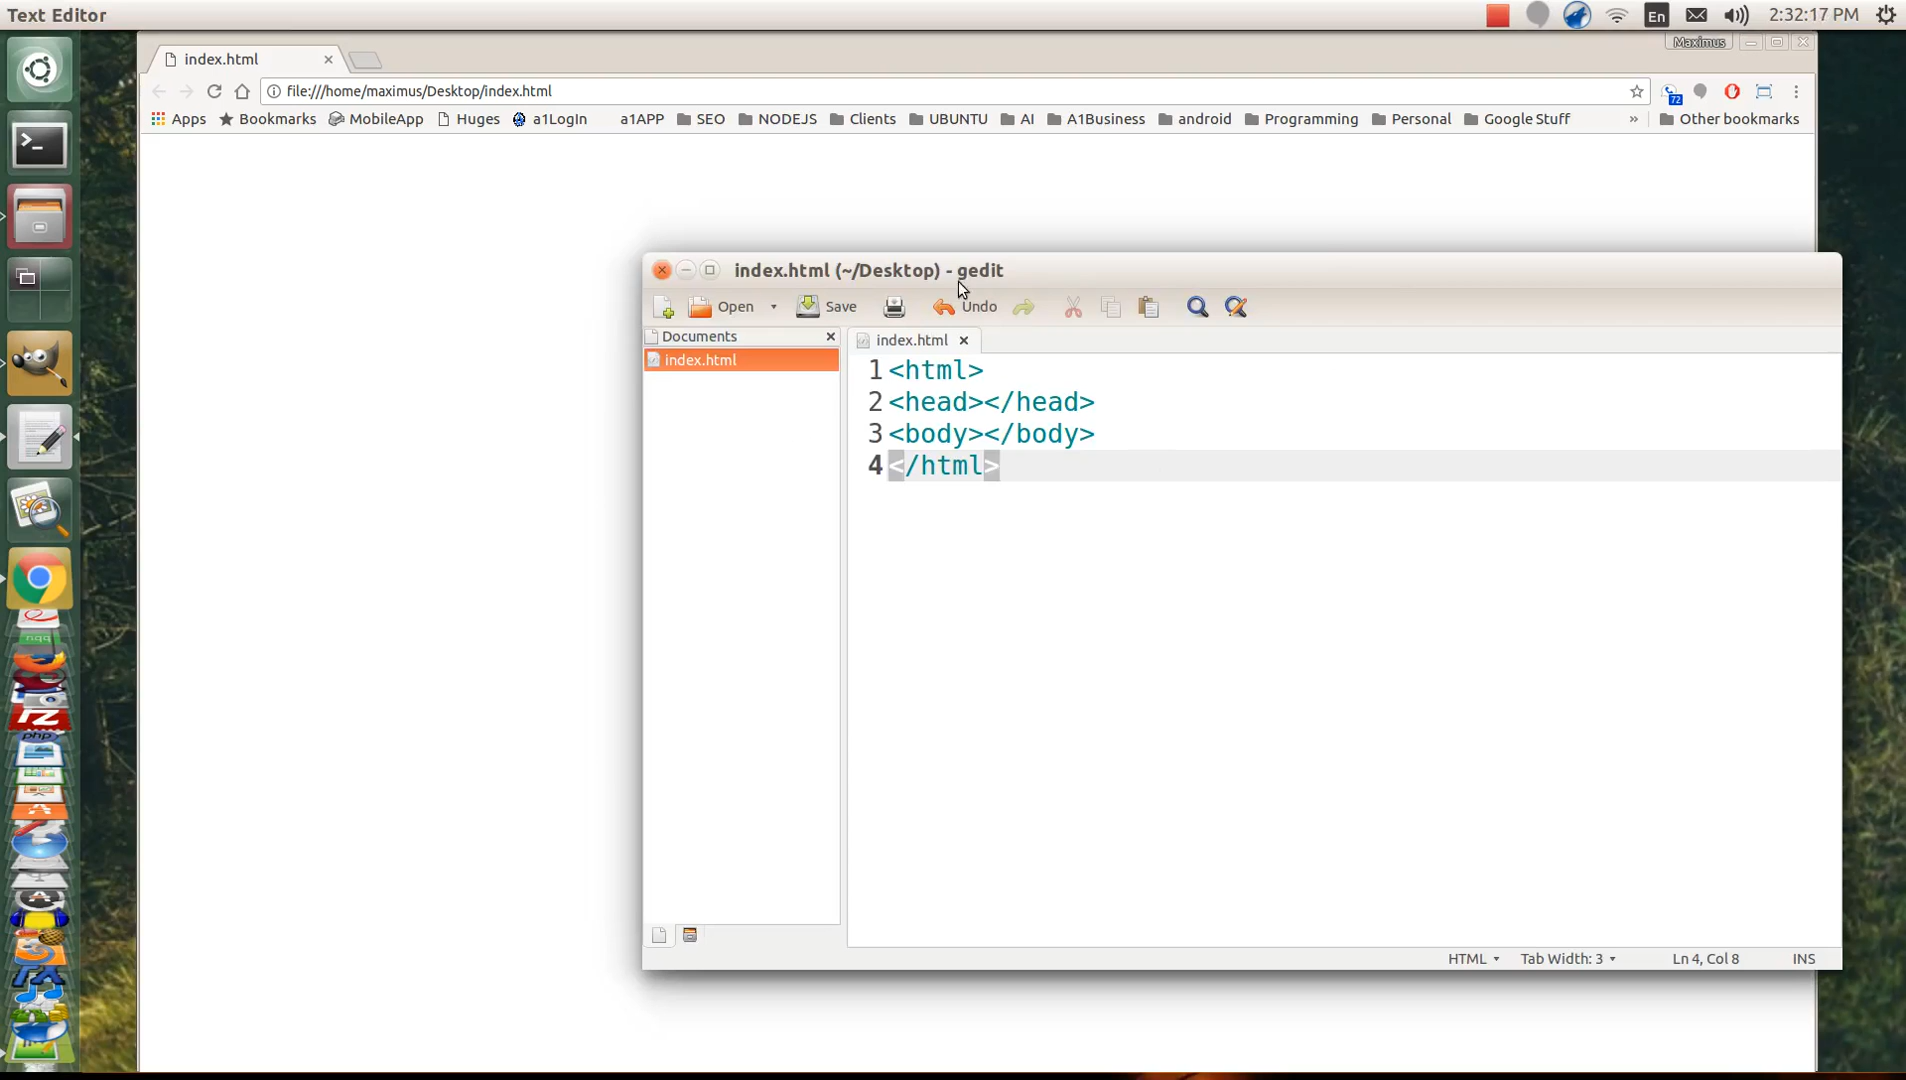 Text Editor
En
2:32:17 PM
Maximus
index.html
file:///home/maximus/Desktop/index.html
72
Apps
Bookmarks
MobileApp
Huges
a1LogIn
a1APP
SEO
NODEJS
Clients
UBUNTU
AI
A1Business
android
Programming
Personal
Google Stuff
»
Other bookmarks
index.html (~/Desktop) - gedit
Open
Save
Undo
Documents
index.html
index.html
1 <html>
2 <head></head>
3 <body></body>
4 </html>
HTML
Tab Width: 3
Ln 4, Col 8
INS
php